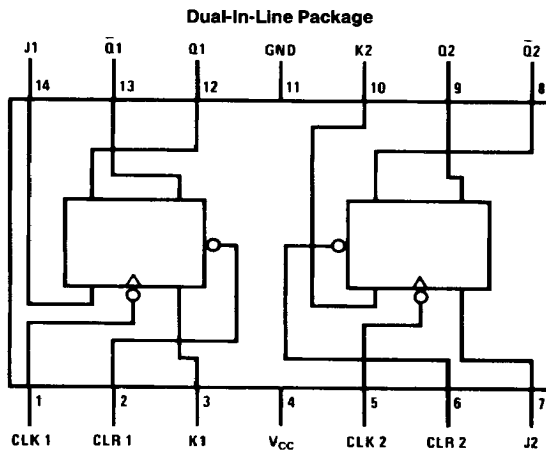 Dual-In-Line Package
J1 Q̅1 Q1 GND K2 Q2 Q̅2
14 13 12 11 10 9 8
1 2 3 4 5 6 7
CLK 1 CLR 1 K1 VCC CLK 2 CLR 2 J2